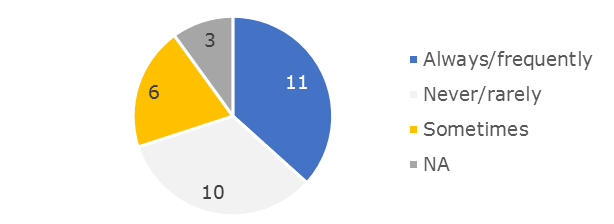 3
11
6
10
Always/frequently
Never/rarely
Sometimes
NA